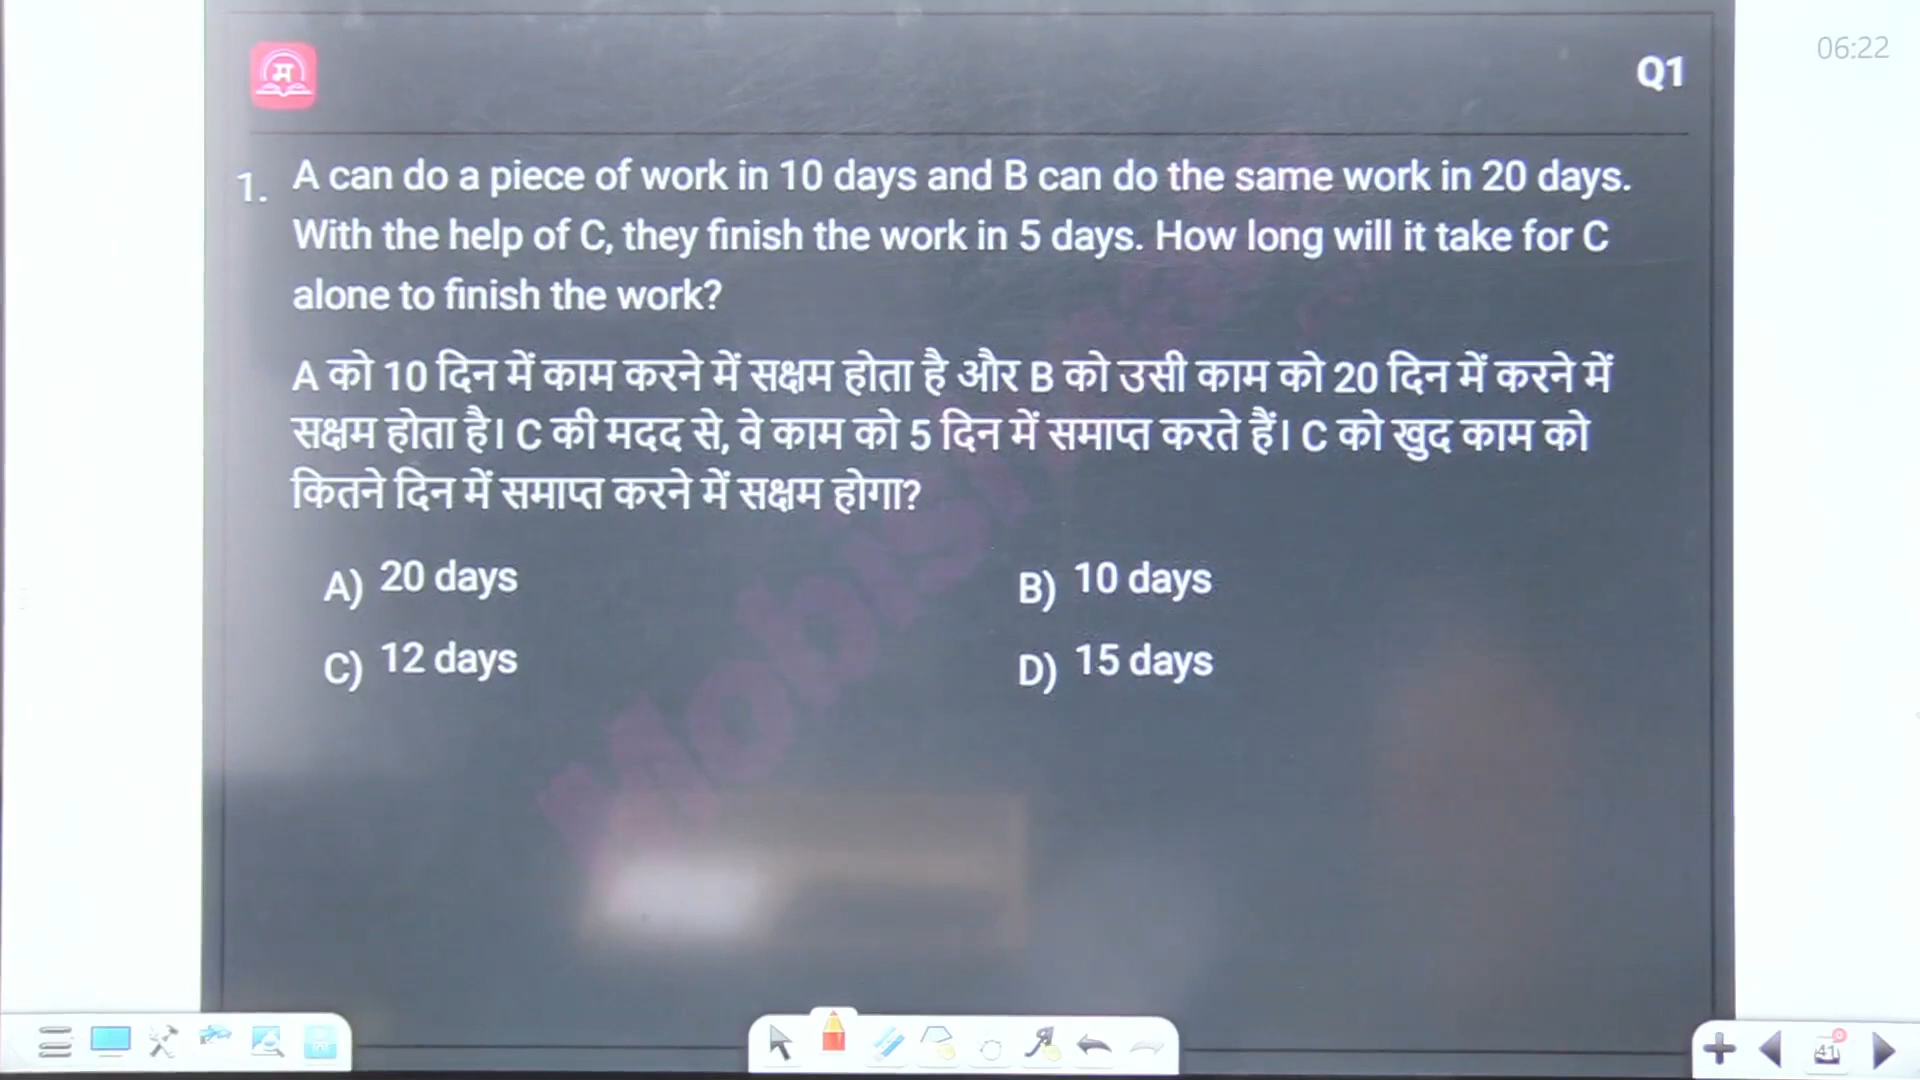 06:22
म
Q1
1. A can do a piece of work in 10 days and B can do the same work in 20 days.
With the help of C, they finish the work in 5 days. How long will it take for C
alone to finish the work?
A को 10 दिन में काम करने में सक्षम होता है और B को उसी काम को 20 दिन में करने में
सक्षम होता है। C की मदद से, वे काम को 5 दिन में समाप्त करते हैं। C को खुद काम को
कितने दिन में समाप्त करने में सक्षम होगा?
A) 20 days
B) 10 days
C) 12 days
D) 15 days
41